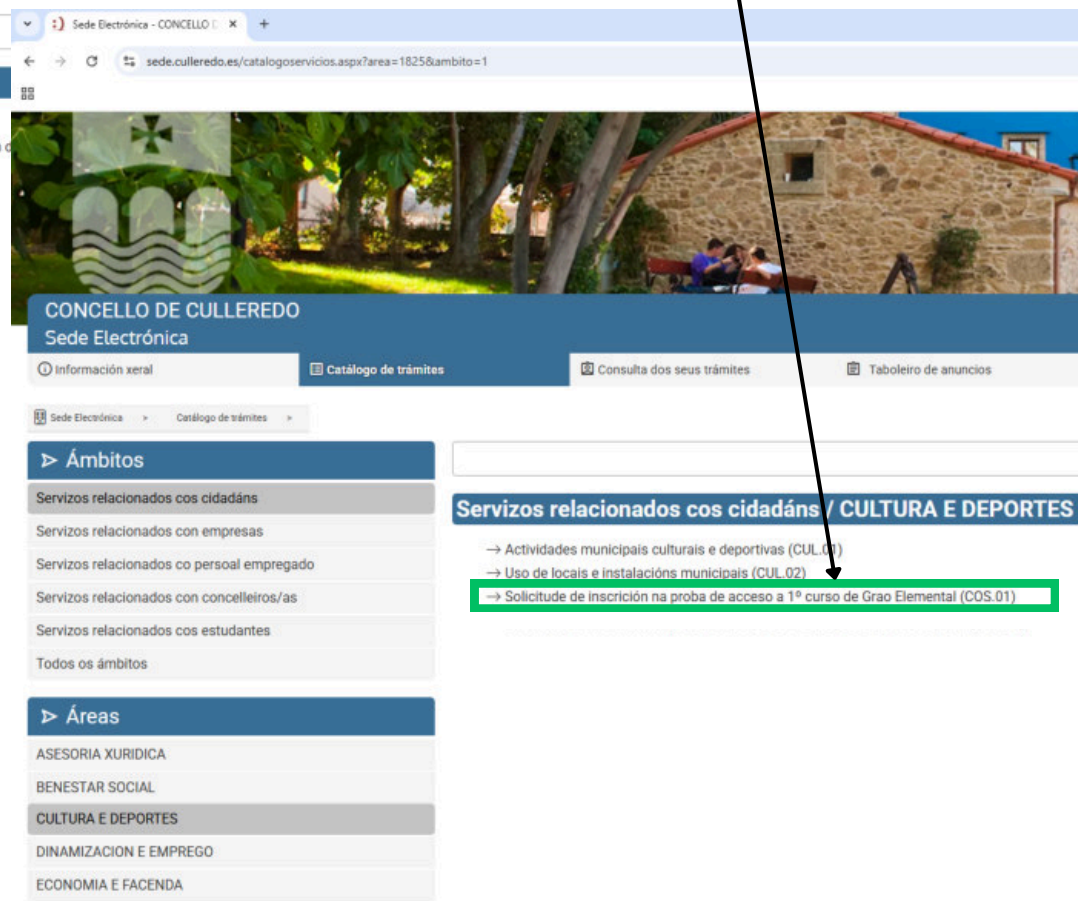 Sede Electrónica - CONCELLO D
sede.culleredo.es/catalogoservicios.aspx?area=1825&ambito=1
CONCELLO DE CULLEREDO
Sede Electrónica
Información xeral
Catálogo de trámites
Consulta dos seus trámites
Taboleiro de anuncios
Sede Electrónica » Catálogo de trámites »
Ámbitos
Servizos relacionados cos cidadáns
Servizos relacionados con empresas
Servizos relacionados co persoal empregado
Servizos relacionados con concelleiros/as
Servizos relacionados cos estudantes
Todos os ámbitos
Áreas
ASESORIA XURIDICA
BENESTAR SOCIAL
CULTURA E DEPORTES
DINAMIZACION E EMPREGO
ECONOMIA E FACENDA
Servizos relacionados cos cidadáns / CULTURA E DEPORTES
→ Actividades municipais culturais e deportivas (CUL.01)
→ Uso de locais e instalacións municipais (CUL.02)
→ Solicitude de inscrición na proba de acceso a 1º curso de Grao Elemental (COS.01)